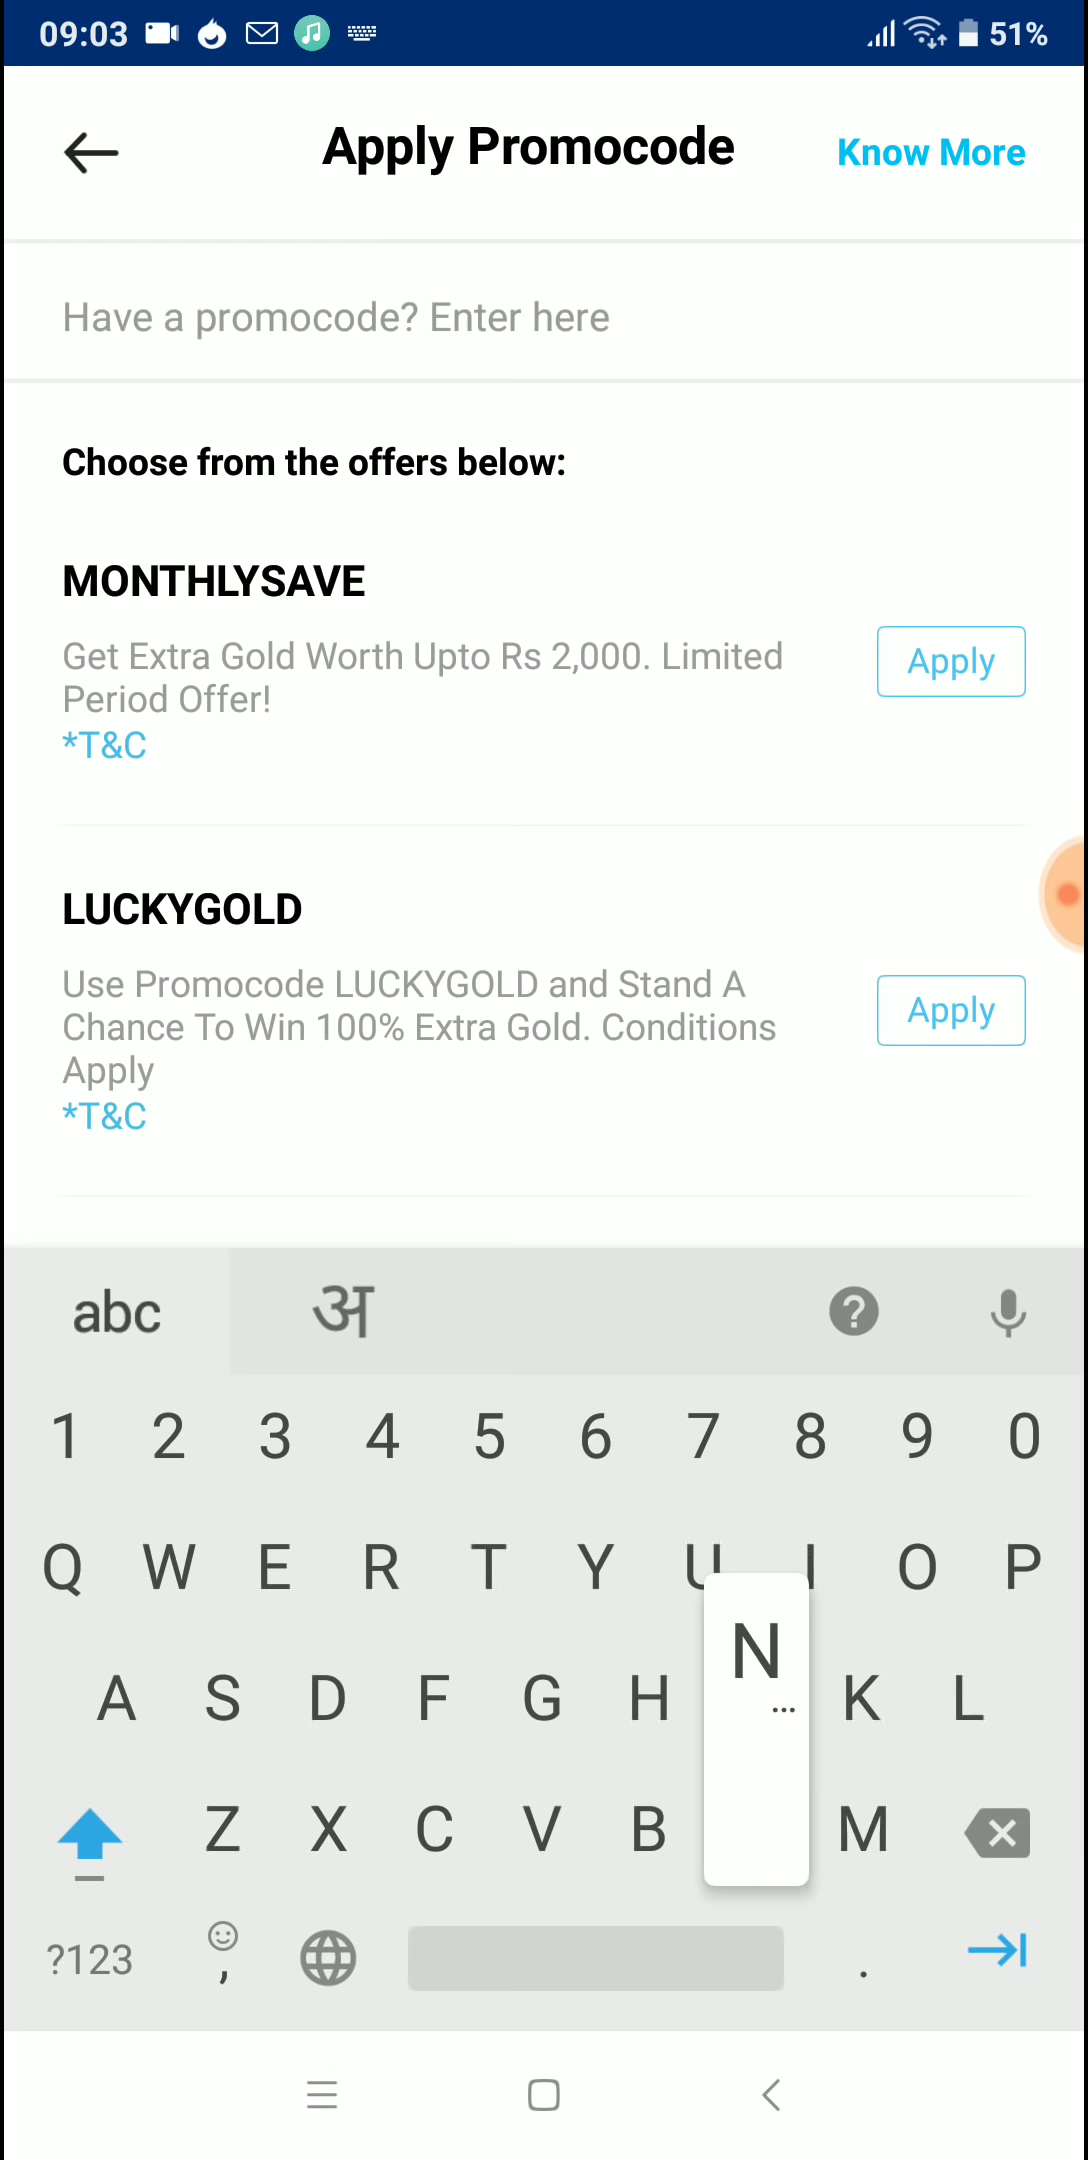 09:03 51%
Apply Promocode Know More
Have a promocode? Enter here
Choose from the offers below:
MONTHLYSAVE
Get Extra Gold Worth Upto Rs 2,000. Limited
Period Offer!
*T&C
Apply
LUCKYGOLD
Use Promocode LUCKYGOLD and Stand A
Chance To Win 100% Extra Gold. Conditions
Apply
*T&C
Apply
abc अ
1 2 3 4 5 6 7 8 9 0
Q W E R T Y U I O P
A S D F G H N ... K L
Z X C V B M
?123 , .